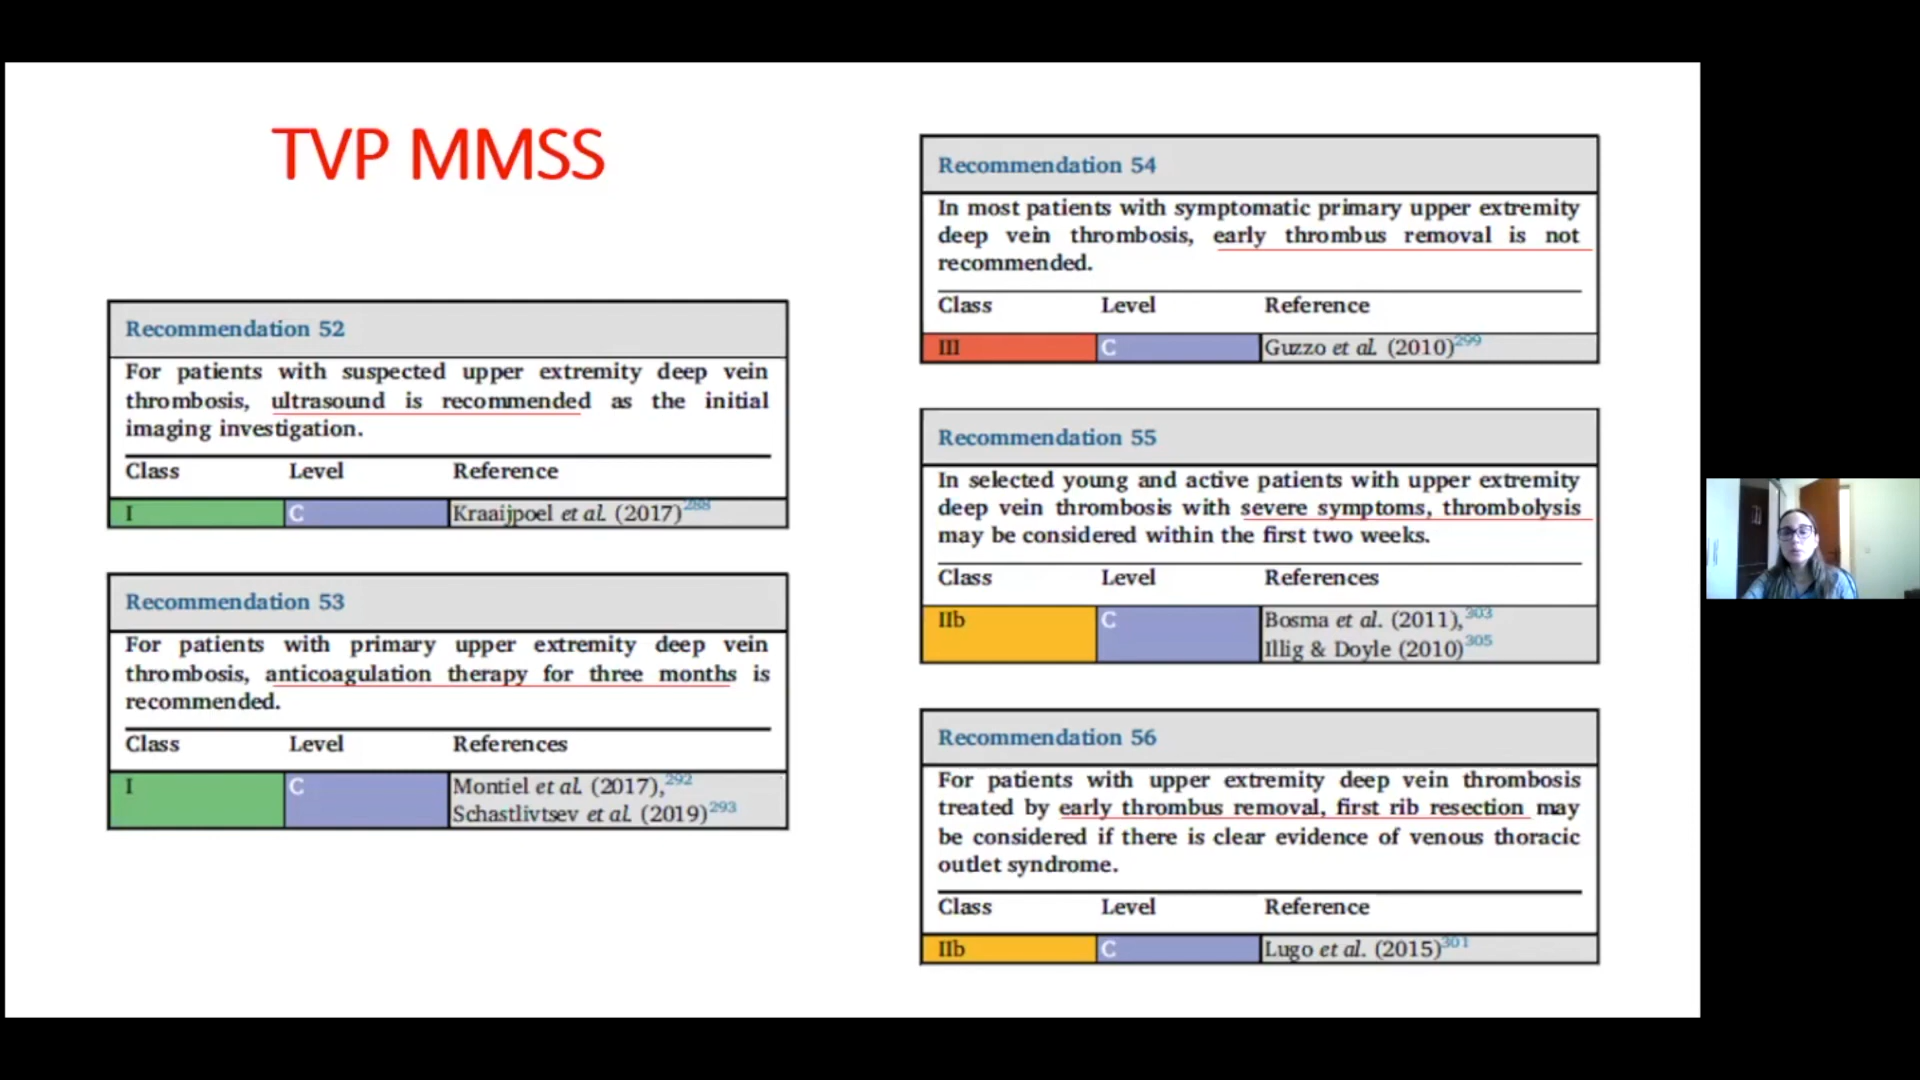 TVP MMSS
Recommendation 52
For patients with suspected upper extremity deep vein
thrombosis, ultrasound is recommended as the initial
imaging investigation.
Class Level Reference
I C Kraaijpoel et al. (2017)288
Recommendation 53
For patients with primary upper extremity deep vein
thrombosis, anticoagulation therapy for three months is
recommended.
Class Level References
I C Montiel et al. (2017),292
Schastlivtsev et al. (2019)293
Recommendation 54
In most patients with symptomatic primary upper extremity
deep vein thrombosis, early thrombus removal is not
recommended.
Class Level Reference
III C Guzzo et al. (2010)299
Recommendation 55
In selected young and active patients with upper extremity
deep vein thrombosis with severe symptoms, thrombolysis
may be considered within the first two weeks.
Class Level References
IIb C Bosma et al. (2011),303
Illig & Doyle (2010)305
Recommendation 56
For patients with upper extremity deep vein thrombosis
treated by early thrombus removal, first rib resection may
be considered if there is clear evidence of venous thoracic
outlet syndrome.
Class Level Reference
IIb C Lugo et al. (2015)301